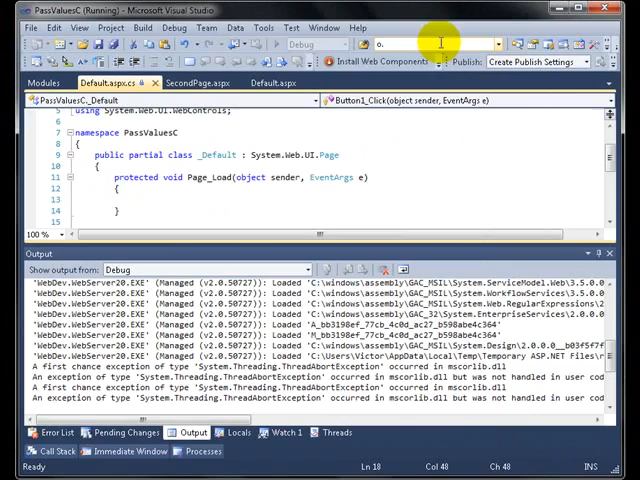 PassValuesC (Running) - Microsoft Visual Studio
File Edit View Project Build Debug Team Data Tools Test Window Help
Debug o.
Install Web Components Publish: Create Publish Settings
Modules Default.aspx.cs SecondPage.aspx Default.aspx
PassValuesC._Default Button1_Click(object sender, EventArgs e)
5 using System.Web.UI.WebControls;
6
7 namespace PassValuesC
8 {
9 public partial class _Default : System.Web.UI.Page
10 {
11 protected void Page_Load(object sender, EventArgs e)
12 {
13
14 }
15
100 %
Output
Show output from: Debug
'WebDev.WebServer20.EXE' (Managed (v2.0.50727)): Loaded 'C:\windows\assembly\GAC_MSIL\System.ServiceModel.Web\3.5.0.0
'WebDev.WebServer20.EXE' (Managed (v2.0.50727)): Loaded 'C:\windows\assembly\GAC_MSIL\System.WorkflowServices\3.5.0.0
'WebDev.WebServer20.EXE' (Managed (v2.0.50727)): Loaded 'C:\windows\assembly\GAC_MSIL\System.Web.RegularExpressions\2
'WebDev.WebServer20.EXE' (Managed (v2.0.50727)): Loaded 'C:\windows\assembly\GAC_32\System.EnterpriseServices\2.0.0.0
'WebDev.WebServer20.EXE' (Managed (v2.0.50727)): Loaded 'A_bb3198ef_77cb_4c0d_ac27_b598abe4c364'
'WebDev.WebServer20.EXE' (Managed (v2.0.50727)): Loaded 'M_bb3198ef_77cb_4c0d_ac27_b598abe4c364'
'WebDev.WebServer20.EXE' (Managed (v2.0.50727)): Loaded 'C:\windows\assembly\GAC_MSIL\System.Design\2.0.0.0__b03f5f7f
'WebDev.WebServer20.EXE' (Managed (v2.0.50727)): Loaded 'C:\Users\Victor\AppData\Local\Temp\Temporary ASP.NET Files\r
A first chance exception of type 'System.Threading.ThreadAbortException' occurred in mscorlib.dll
An exception of type 'System.Threading.ThreadAbortException' occurred in mscorlib.dll but was not handled in user cod
A first chance exception of type 'System.Threading.ThreadAbortException' occurred in mscorlib.dll
An exception of type 'System.Threading.ThreadAbortException' occurred in mscorlib.dll but was not handled in user cod
Error List Pending Changes Output Locals Watch 1 Threads
Call Stack Immediate Window Processes
Ready Ln 18 Col 48 Ch 48 INS